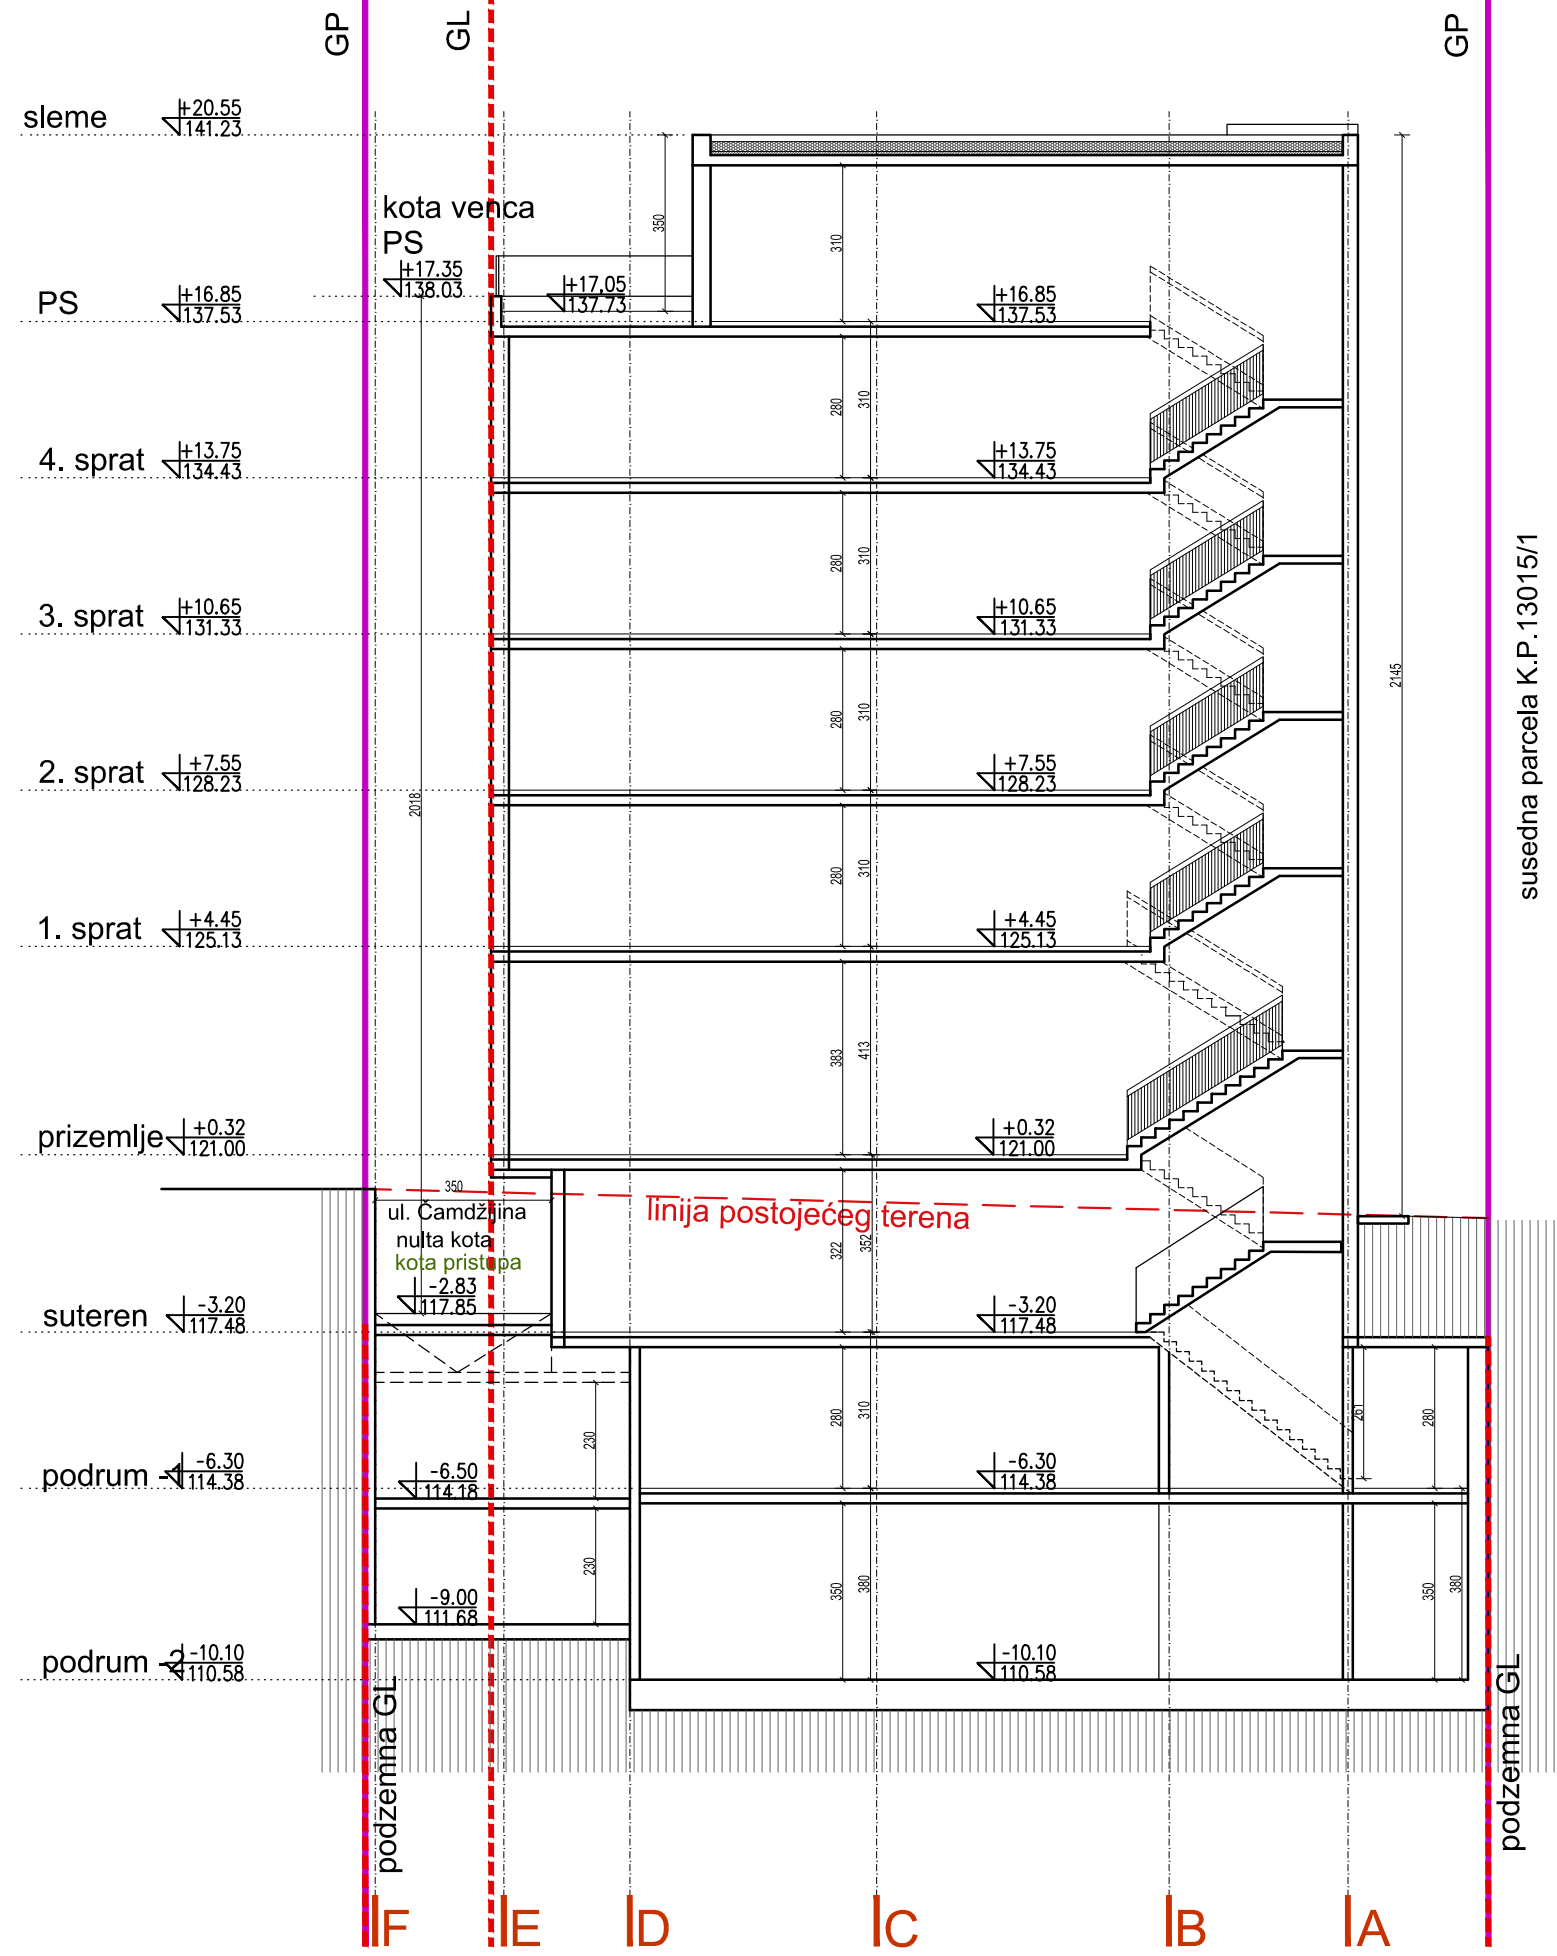 GP
GL
GP
sleme
+20.55
141.23
kota venca
PS
+17.35
138.03
350
310
PS
+16.85
137.53
+17,05
137.73
+16.85
137.53
280
310
4. sprat
+13.75
134.43
+13.75
134.43
280
310
3. sprat
+10.65
131.33
+10.65
131.33
280
310
2145
susedna parcela K.P.13015/1
2. sprat
+7.55
128.23
+7.55
128.23
2018
280
310
1. sprat
+4.45
125.13
+4.45
125.13
383
413
prizemlje
+0.32
121.00
+0.32
121.00
350
ul. Čamdžijina
nulta kota
kota pristupa
linija postojećeg terena
322
352
-2.83
117.85
suteren
-3.20
117.48
-3.20
117.48
230
280
310
261
280
podrum -1
-6.30
114.38
-6.50
114.18
-6.30
114.38
230
350
380
350
380
-9.00
111.68
podrum -2
-10.10
110.58
-10.10
110.58
podzemna GL
podzemna GL
F
E
D
C
B
A